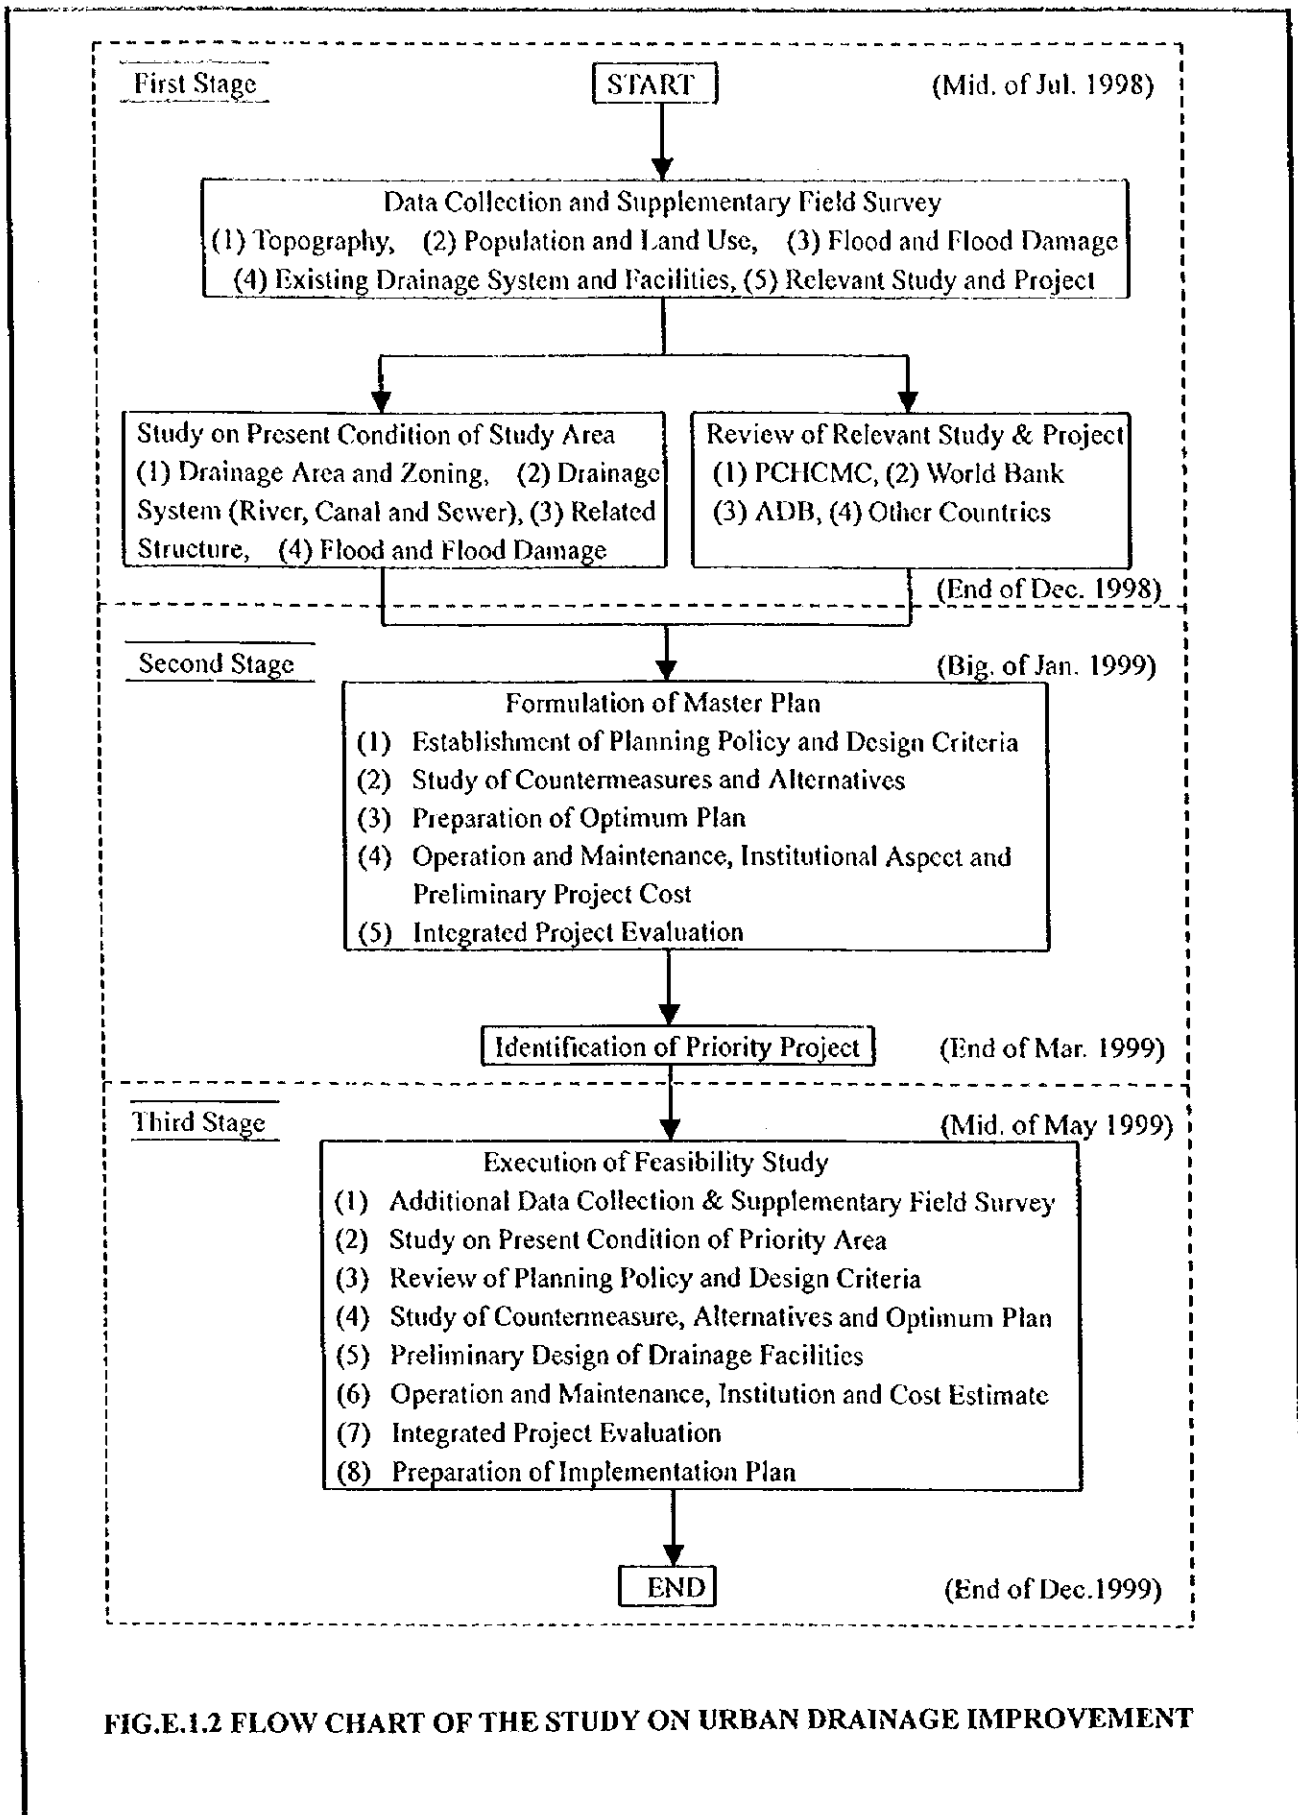 First Stage
START
(Mid. of Jul. 1998)
Data Collection and Supplementary Field Survey
(1) Topography, (2) Population and Land Use, (3) Flood and Flood Damage
(4) Existing Drainage System and Facilities, (5) Relevant Study and Project
Study on Present Condition of Study Area
(1) Drainage Area and Zoning, (2) Drainage
System (River, Canal and Sewer), (3) Related
Structure, (4) Flood and Flood Damage
Review of Relevant Study & Project
(1) PCHCMC, (2) World Bank
(3) ADB, (4) Other Countries
(End of Dec. 1998)
Second Stage
(Big. of Jan. 1999)
Formulation of Master Plan
(1) Establishment of Planning Policy and Design Criteria
(2) Study of Countermeasures and Alternatives
(3) Preparation of Optimum Plan
(4) Operation and Maintenance, Institutional Aspect and
Preliminary Project Cost
(5) Integrated Project Evaluation
Identification of Priority Project
(End of Mar. 1999)
Third Stage
(Mid. of May 1999)
Execution of Feasibility Study
(1) Additional Data Collection & Supplementary Field Survey
(2) Study on Present Condition of Priority Area
(3) Review of Planning Policy and Design Criteria
(4) Study of Countermeasure, Alternatives and Optimum Plan
(5) Preliminary Design of Drainage Facilities
(6) Operation and Maintenance, Institution and Cost Estimate
(7) Integrated Project Evaluation
(8) Preparation of Implementation Plan
END
(End of Dec.1999)
FIG.E.1.2 FLOW CHART OF THE STUDY ON URBAN DRAINAGE IMPROVEMENT